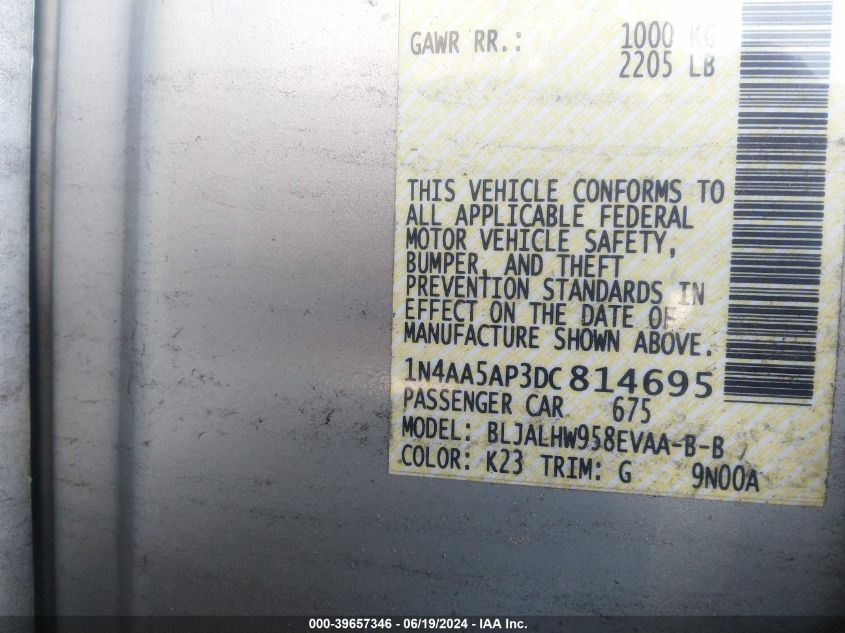 GAWR RR.: 1000 KG
2205 LB
THIS VEHICLE CONFORMS TO
ALL APPLICABLE FEDERAL
MOTOR VEHICLE SAFETY,
BUMPER, AND THEFT
PREVENTION STANDARDS IN
EFFECT ON THE DATE OF
MANUFACTURE SHOWN ABOVE.
1N4AA5AP3DC814695
PASSENGER CAR 675
MODEL: BLJALHW958EVAA-B-B
COLOR: K23 TRIM: G 9N00A
000-39657346 - 06/19/2024 - IAA Inc.